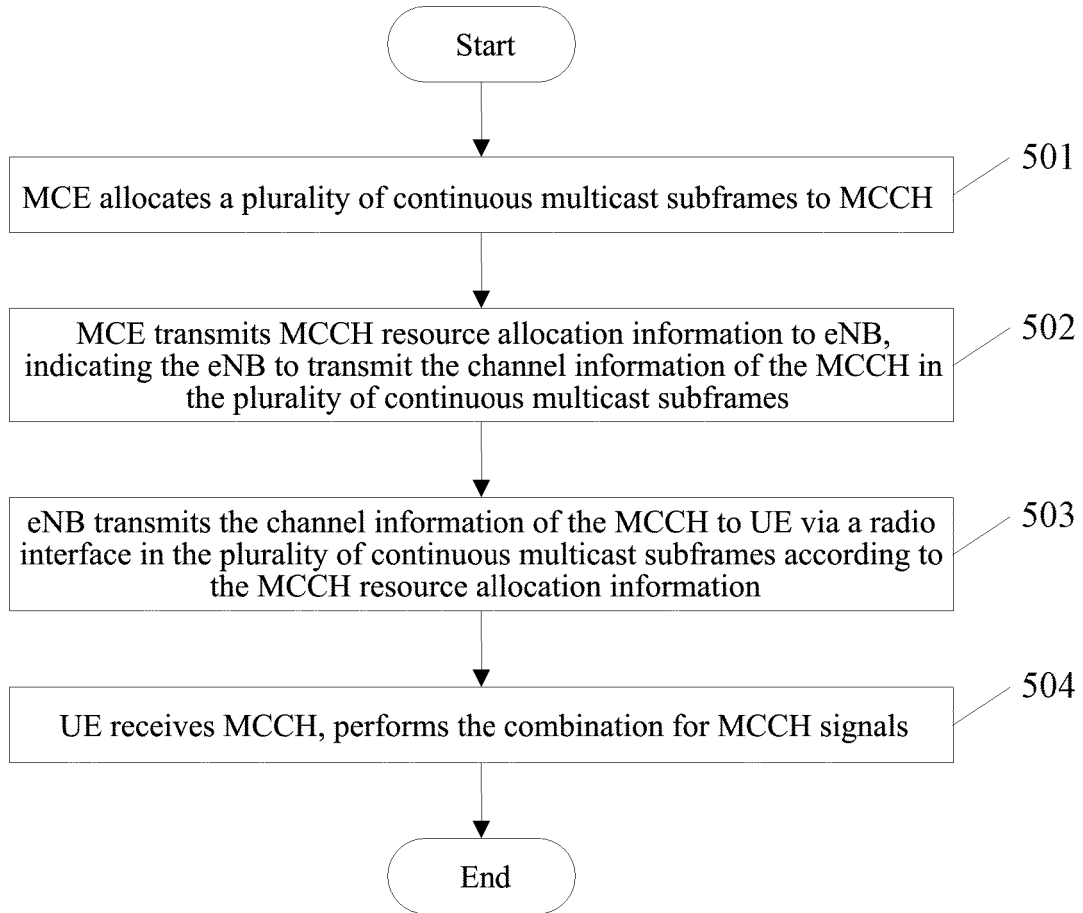 Start
501
MCE allocates a plurality of continuous multicast subframes to MCCH
502
MCE transmits MCCH resource allocation information to eNB,
indicating the eNB to transmit the channel information of the MCCH in
the plurality of continuous multicast subframes
503
eNB transmits the channel information of the MCCH to UE via a radio
interface in the plurality of continuous multicast subframes according to
the MCCH resource allocation information
504
UE receives MCCH, performs the combination for MCCH signals
End